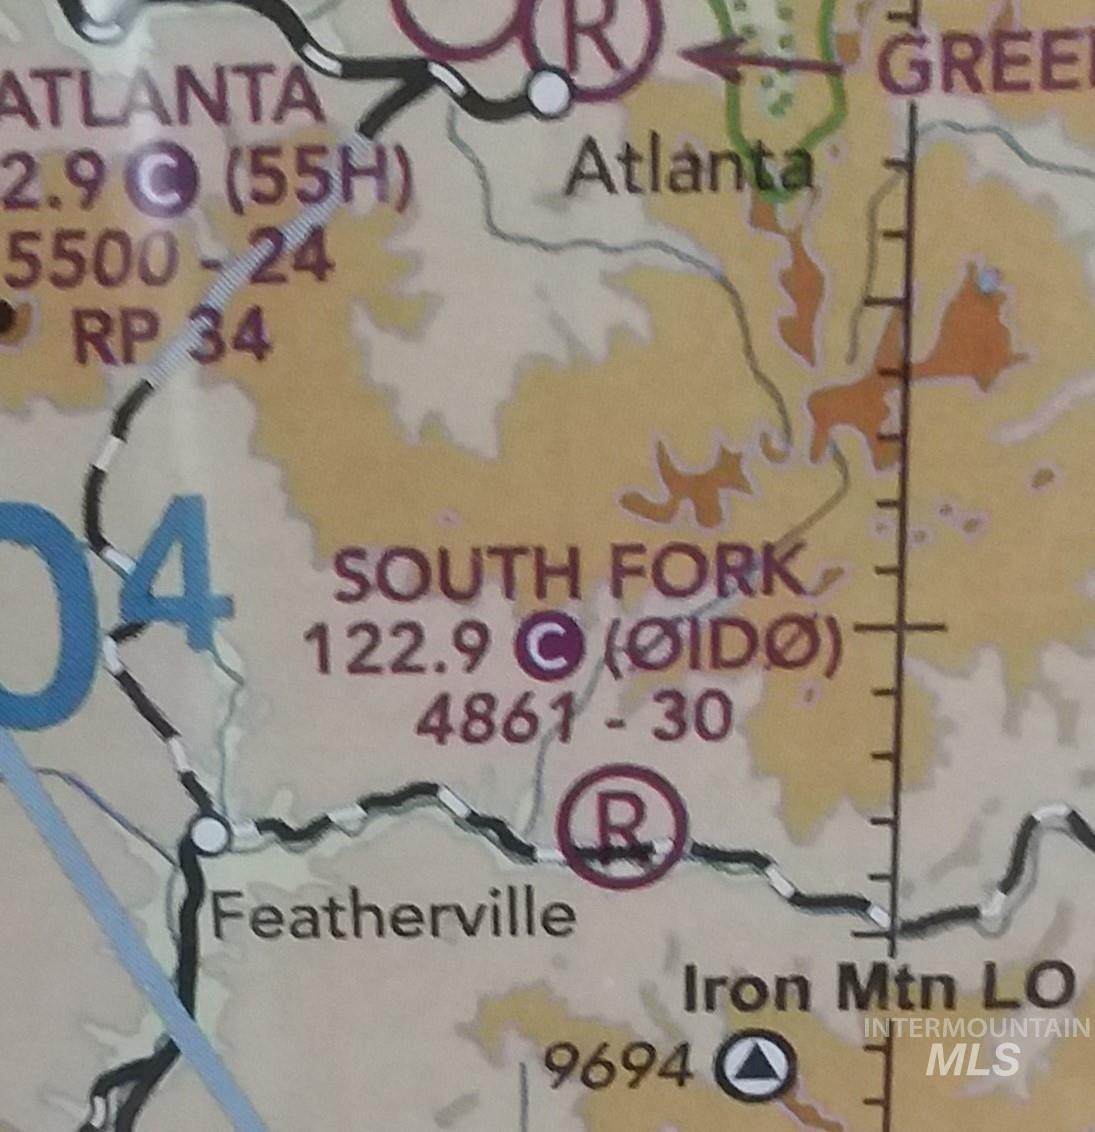 R
GREE
ATLANTA
2.9 C (55H)
5500 - 24
RP 34
Atlanta
04
SOUTH FORK
122.9 C (ØIDØ)
4861 - 30
R
Featherville
Iron Mtn LO
9694
INTERMOUNTAIN
MLS